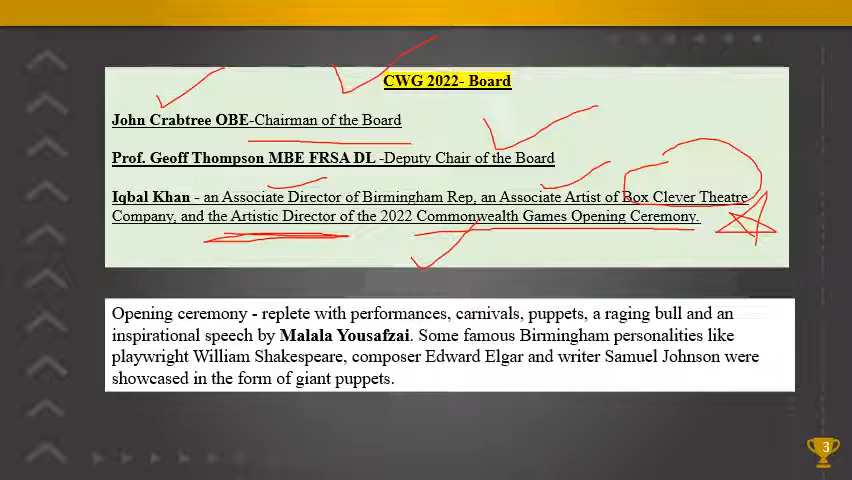 CWG 2022- Board
John Crabtree OBE-Chairman of the Board
Prof. Geoff Thompson MBE FRSA DL -Deputy Chair of the Board
Iqbal Khan - an Associate Director of Birmingham Rep, an Associate Artist of Box Clever Theatre
Company, and the Artistic Director of the 2022 Commonwealth Games Opening Ceremony.
Opening ceremony - replete with performances, carnivals, puppets, a raging bull and an
inspirational speech by Malala Yousafzai. Some famous Birmingham personalities like
playwright William Shakespeare, composer Edward Elgar and writer Samuel Johnson were
showcased in the form of giant puppets.
3